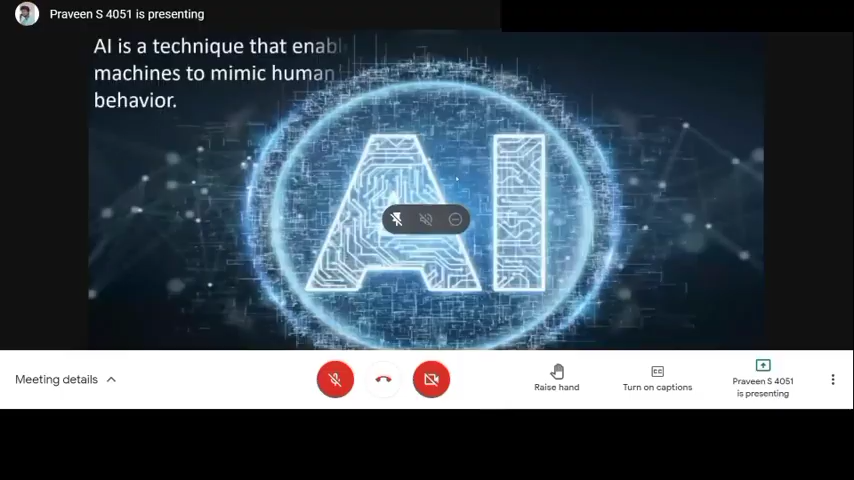 Praveen S 4051 is presenting
AI is a technique that enabl
machines to mimic human
behavior.
AI
Meeting details
Raise hand
CC
Turn on captions
Praveen S 4051
is presenting